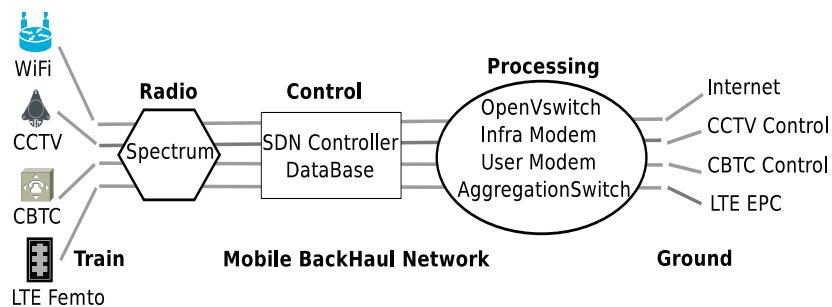 WiFi
CCTV
CBTC
LTE Femto
Train
Radio
Spectrum
Control
SDN Controller
DataBase
Mobile BackHaul Network
Processing
OpenVswitch
Infra Modem
User Modem
AggregationSwitch
Internet
CCTV Control
CBTC Control
LTE EPC
Ground